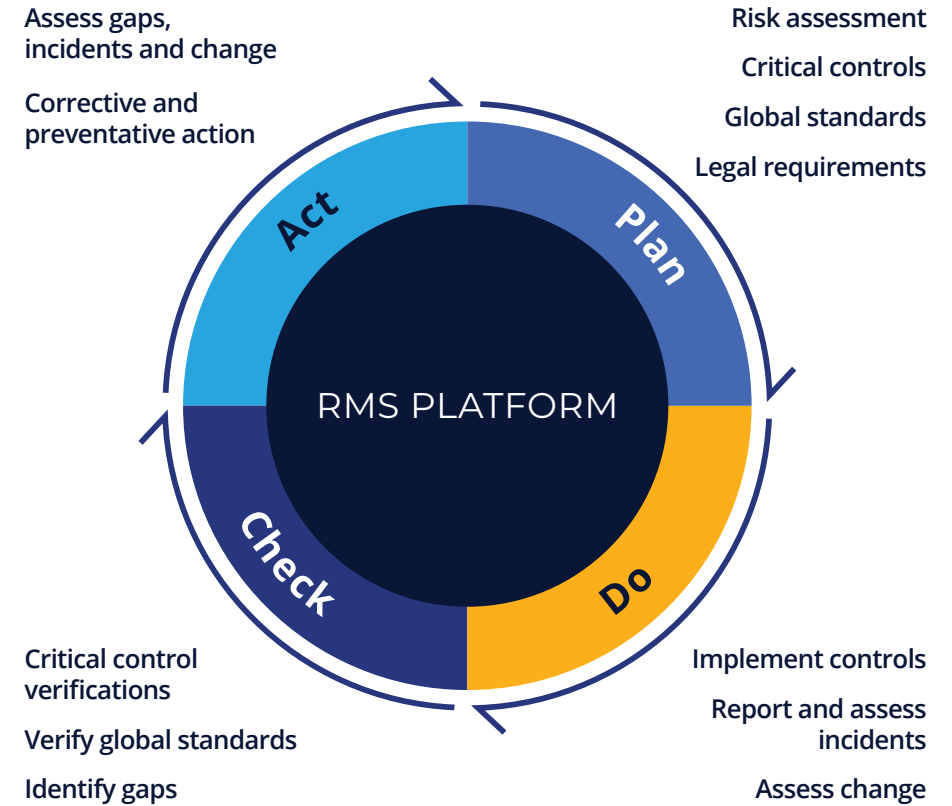 Assess gaps,
incidents and change
Corrective and
preventative action
Risk assessment
Critical controls
Global standards
Legal requirements
Act
Plan
RMS PLATFORM
Check
Do
Critical control
verifications
Verify global standards
Identify gaps
Implement controls
Report and assess
incidents
Assess change